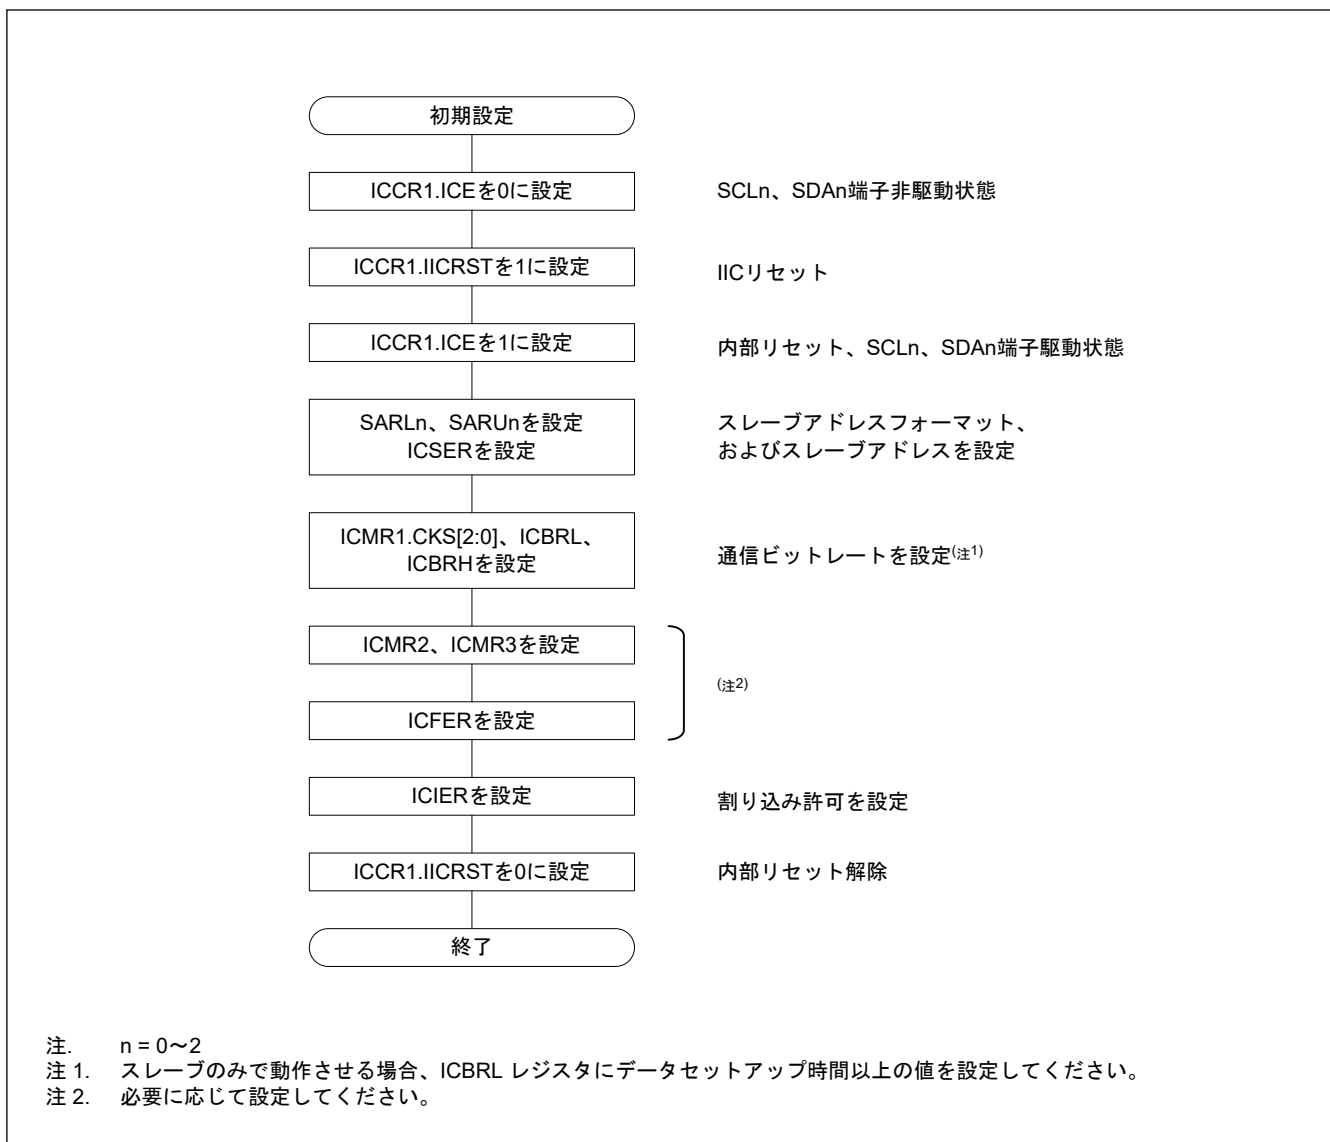 初期設定
ICCR1.ICEを0に設定
SCLn、SDAn端子非駆動状態
ICCR1.IICRSTを1に設定
IICリセット
ICCR1.ICEを1に設定
内部リセット、SCLn、SDAn端子駆動状態
SARLn、SARUnを設定
ICSERを設定
スレーブアドレスフォーマット、
およびスレーブアドレスを設定
ICMR1.CKS[2:0]、ICBRL、
ICBRHを設定
通信ビットレートを設定(注1)
ICMR2、ICMR3を設定
(注2)
ICFERを設定
ICIERを設定
割り込み許可を設定
ICCR1.IICRSTを0に設定
内部リセット解除
終了
注. n = 0〜2
注 1. スレーブのみで動作させる場合、ICBRL レジスタにデータセットアップ時間以上の値を設定してください。
注 2. 必要に応じて設定してください。